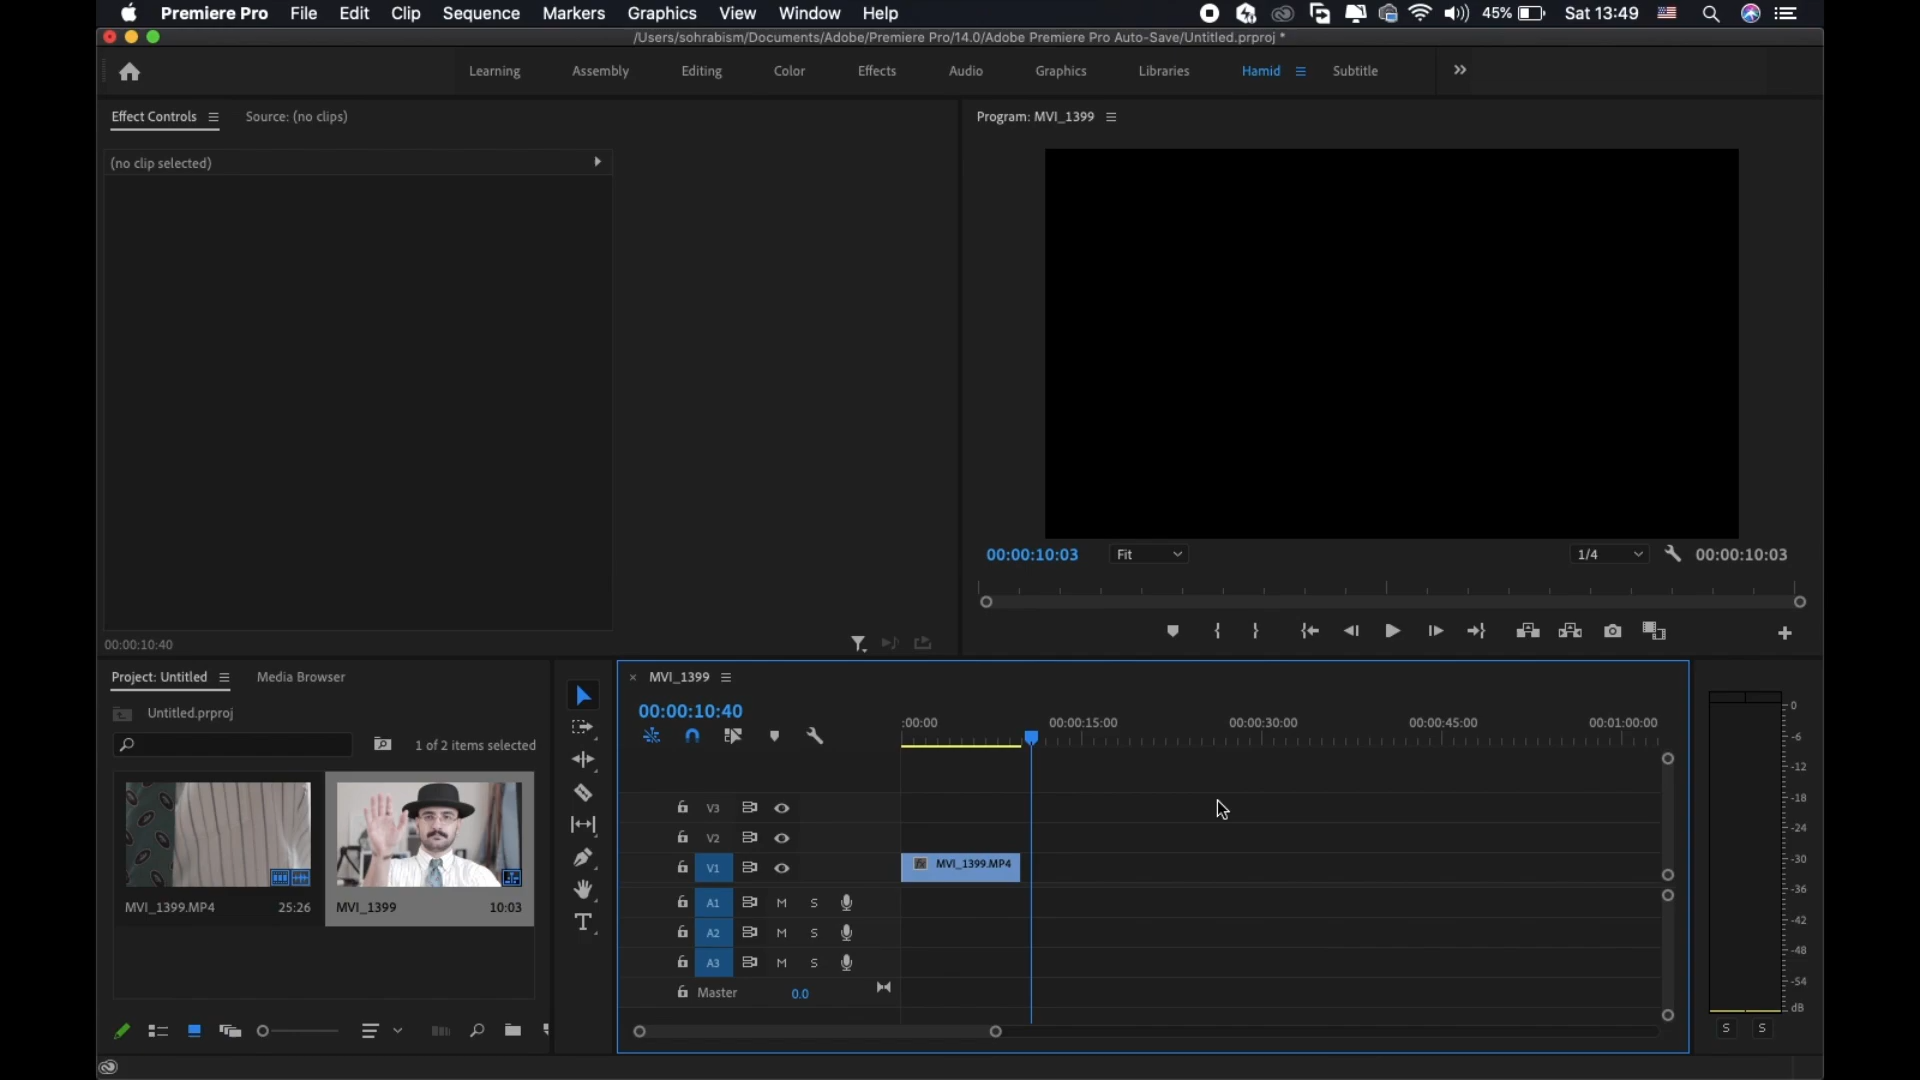 Premiere Pro File Edit Clip Sequence Markers Graphics View Window Help 45% Sat 13:49
/Users/sohrabism/Documents/Adobe/Premiere Pro/14.0/Adobe Premiere Pro Auto-Save/Untitled.prproj *
Learning Assembly Editing Color Effects Audio Graphics Libraries Hamid Subtitle
Effect Controls Source: (no clips)
(no clip selected)
00:00:10:40
Program: MVI_1399
00:00:10:03 Fit 1/4 00:00:10:03
Project: Untitled Media Browser
Untitled.prproj
1 of 2 items selected
MVI_1399.MP4 25:26 MVI_1399 10:03
MVI_1399
00:00:10:40
:00:00 00:00:15:00 00:00:30:00 00:00:45:00 00:01:00:00
V3
V2
V1 fx MVI_1399.MP4
A1 M S
A2 M S
A3 M S
Master 0.0
0
-6
-12
-18
-24
-30
-36
-42
-48
-54
dB
S S